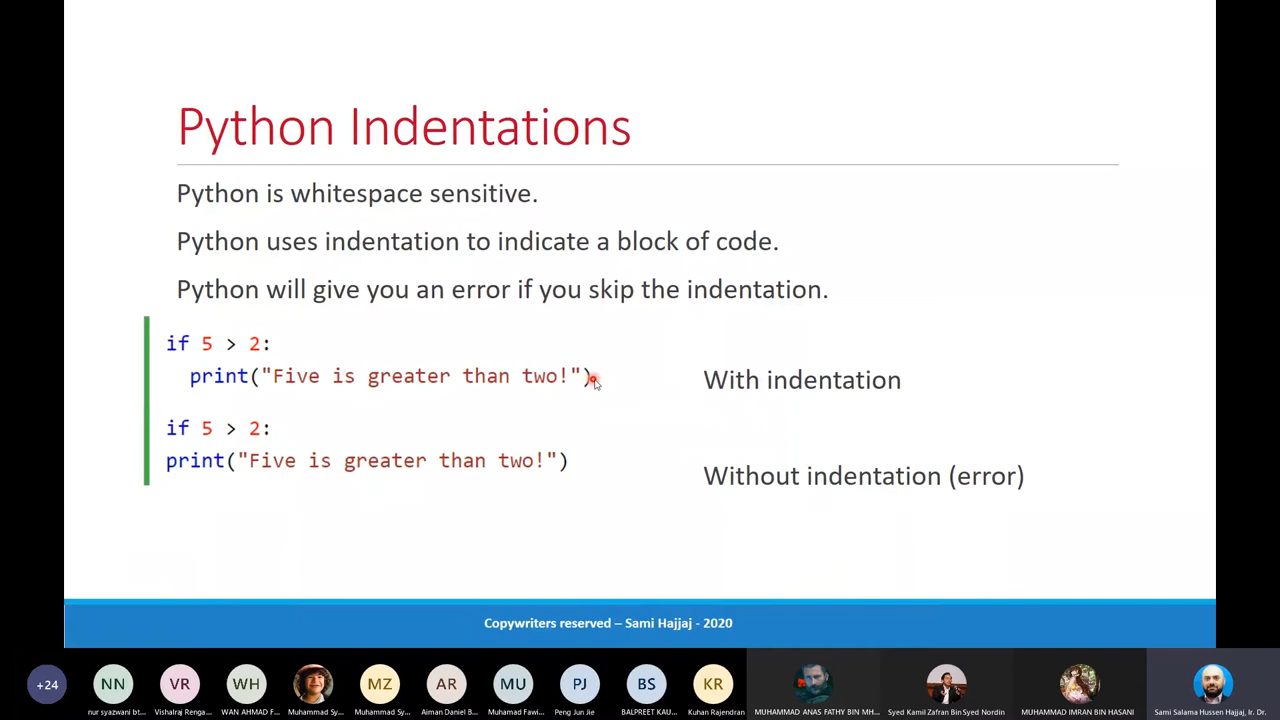 Python Indentations
Python is whitespace sensitive.
Python uses indentation to indicate a block of code.
Python will give you an error if you skip the indentation.
if 5 > 2:
  print("Five is greater than two!")
With indentation
if 5 > 2:
print("Five is greater than two!")
Without indentation (error)
Copywriters reserved – Sami Hajjaj - 2020
+24 NN VR WH MZ AR MU PJ BS KR
nur syazwani bt... Vishalraj Renga... WAN AHMAD F... Muhammad Sy... Muhammad Sy... Aiman Daniel B... Muhamad Fawi... Peng Jun Jie BALPREET KAU... Kuhan Rajendran MUHAMMAD ANAS FATHY BIN MH... Syed Kamil Zafran Bin Syed Nordin MUHAMMAD IMRAN BIN HASANI Sami Salama Hussen Hajjaj, Ir. Dr.